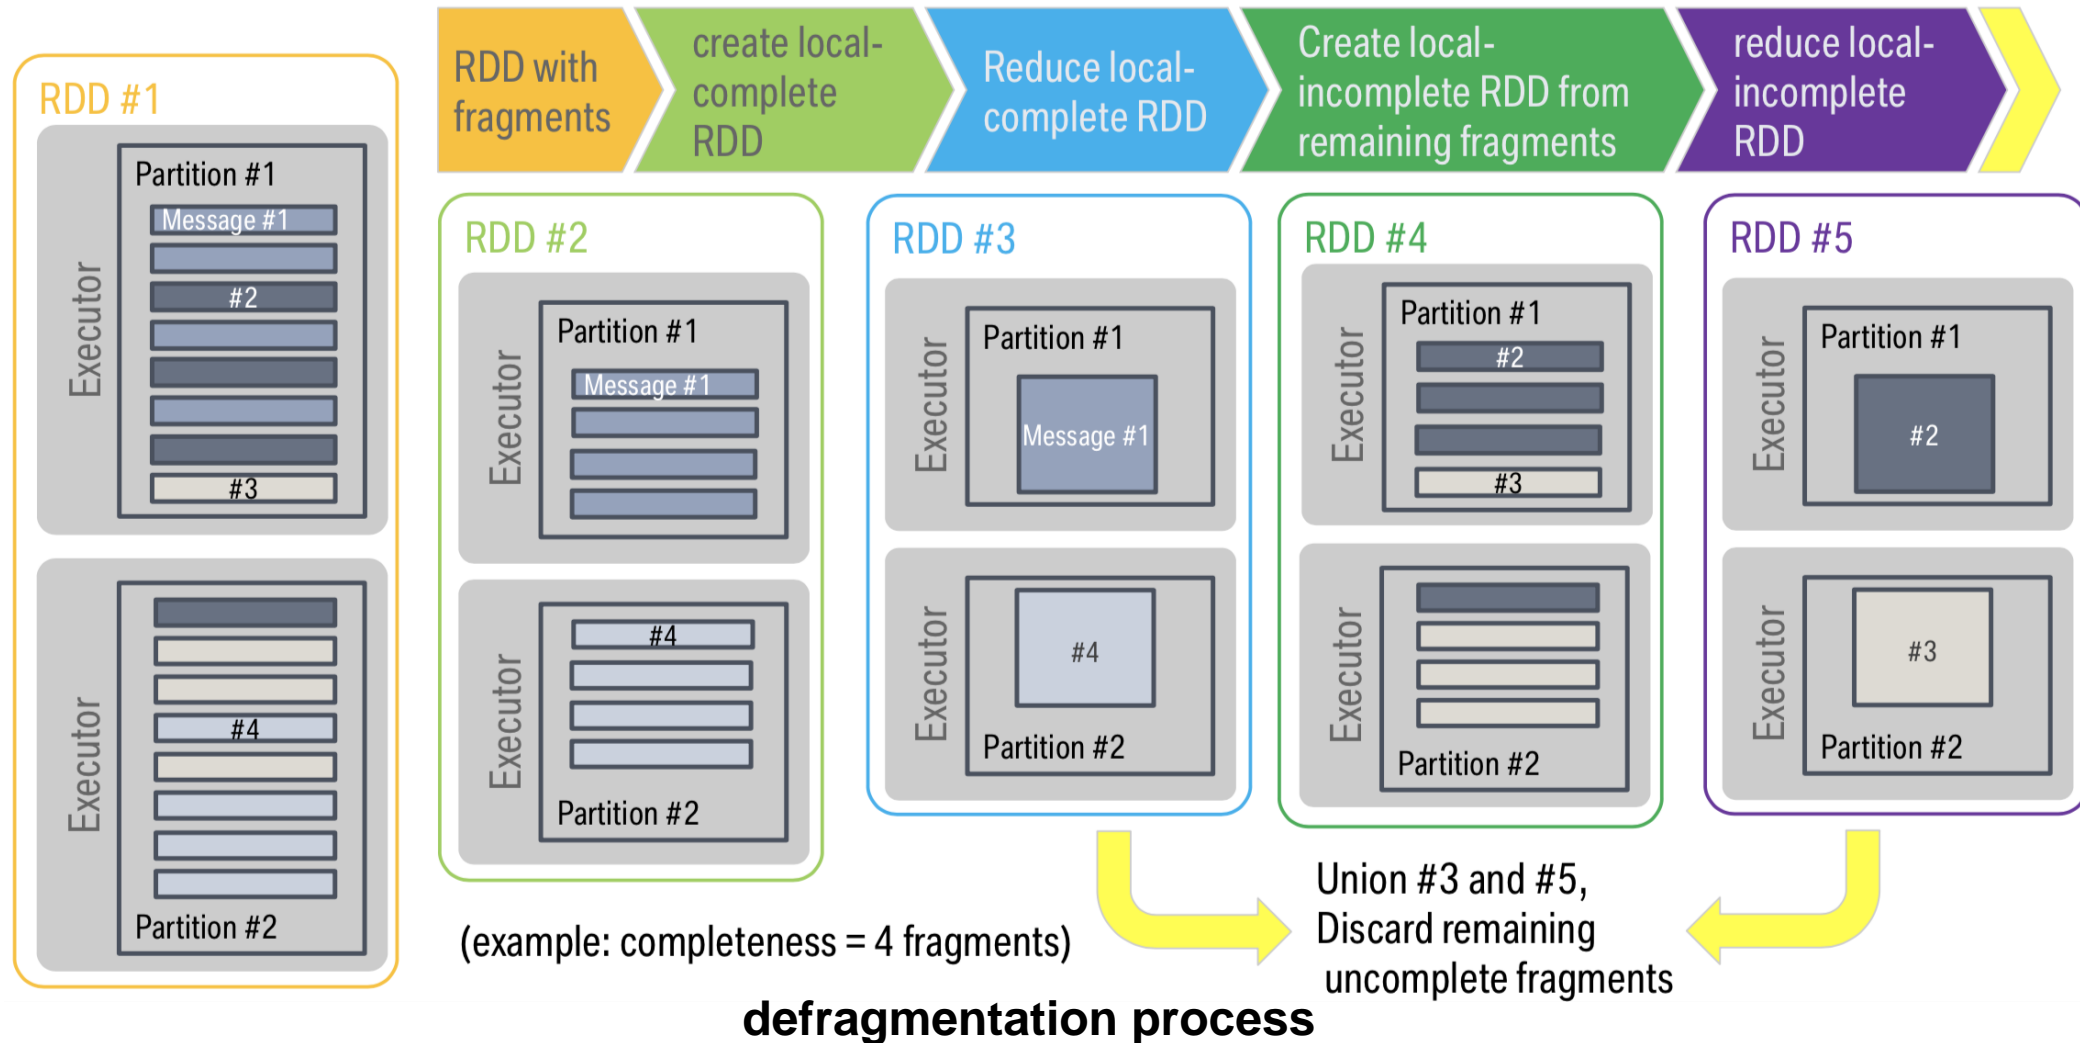 RDD with
fragments
create local-
complete
RDD
Reduce local-
complete RDD
Create local-
incomplete RDD from
remaining fragments
reduce local-
incomplete
RDD
RDD #1
Executor
Partition #1
Message #1
#2
#3
Executor
#4
Partition #2
RDD #2
Executor
Partition #1
Message #1
Executor
#4
Partition #2
RDD #3
Executor
Partition #1
Message #1
Executor
#4
Partition #2
RDD #4
Executor
Partition #1
#2
#3
Executor
Partition #2
RDD #5
Executor
Partition #1
#2
Executor
#3
Partition #2
(example: completeness = 4 fragments)
Union #3 and #5,
Discard remaining
uncomplete fragments
defragmentation process